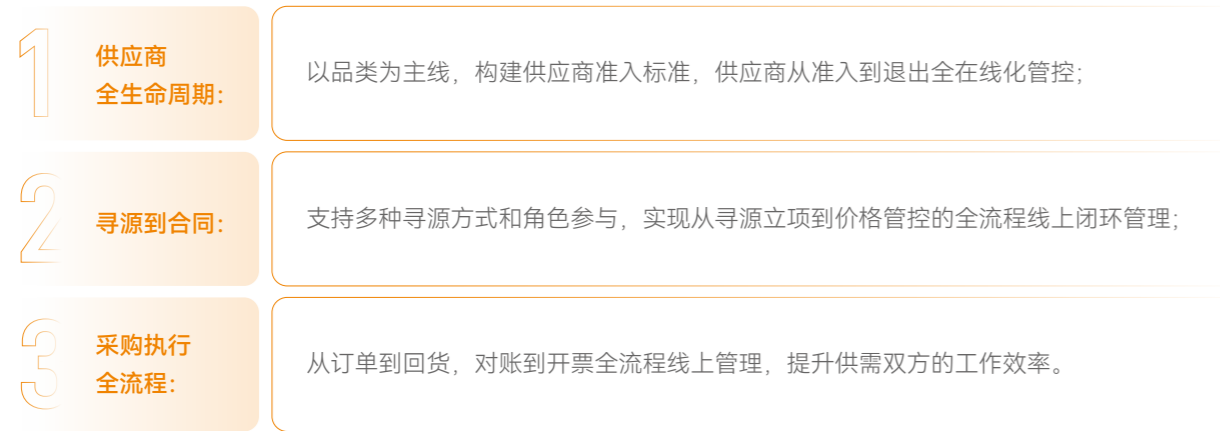 1
供应商
全生命周期：
以品类为主线，构建供应商准入标准，供应商从准入到退出全在线化管控；
2
寻源到合同：
支持多种寻源方式和角色参与，实现从寻源立项到价格管控的全流程线上闭环管理；
3
采购执行
全流程：
从订单到回货，对账到开票全流程线上管理，提升供需双方的工作效率。